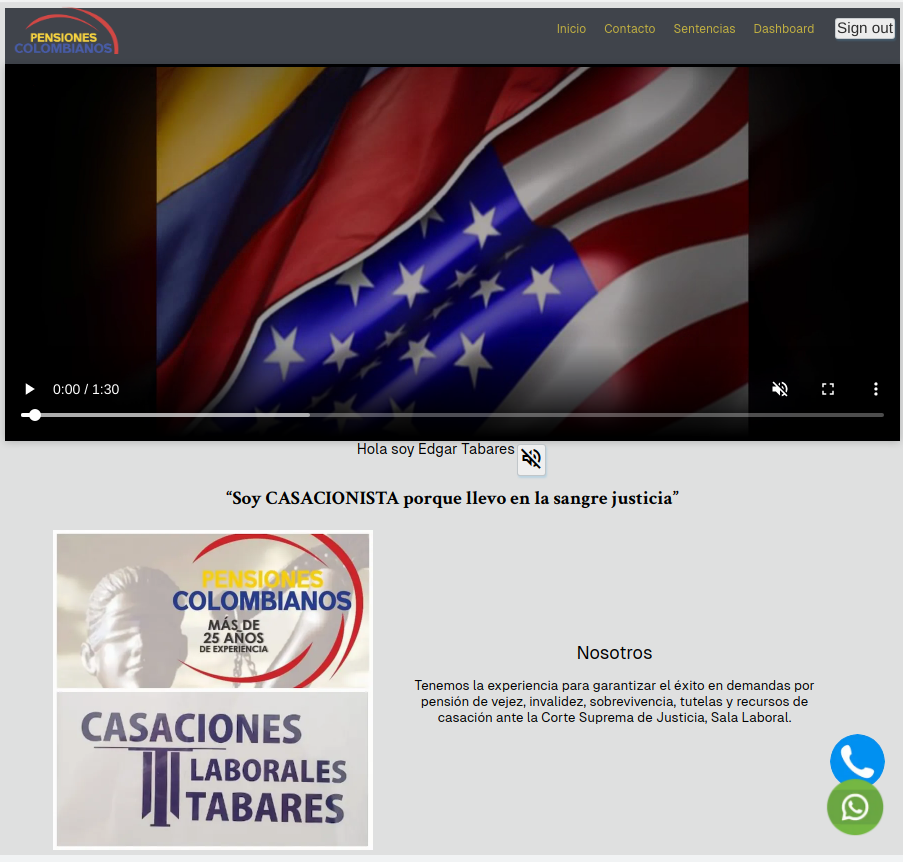 PENSIONES
COLOMBIANOS
Inicio Contacto Sentencias Dashboard Sign out
0:00 / 1:30
Hola soy Edgar Tabares
“Soy CASACIONISTA porque llevo en la sangre justicia”
PENSIONES
COLOMBIANOS
MÁS DE
25 AÑOS
DE EXPERIENCIA
CASACIONES
LABORALES
TABARES
Nosotros
Tenemos la experiencia para garantizar el éxito en demandas por
pensión de vejez, invalidez, sobrevivencia, tutelas y recursos de
casación ante la Corte Suprema de Justicia, Sala Laboral.